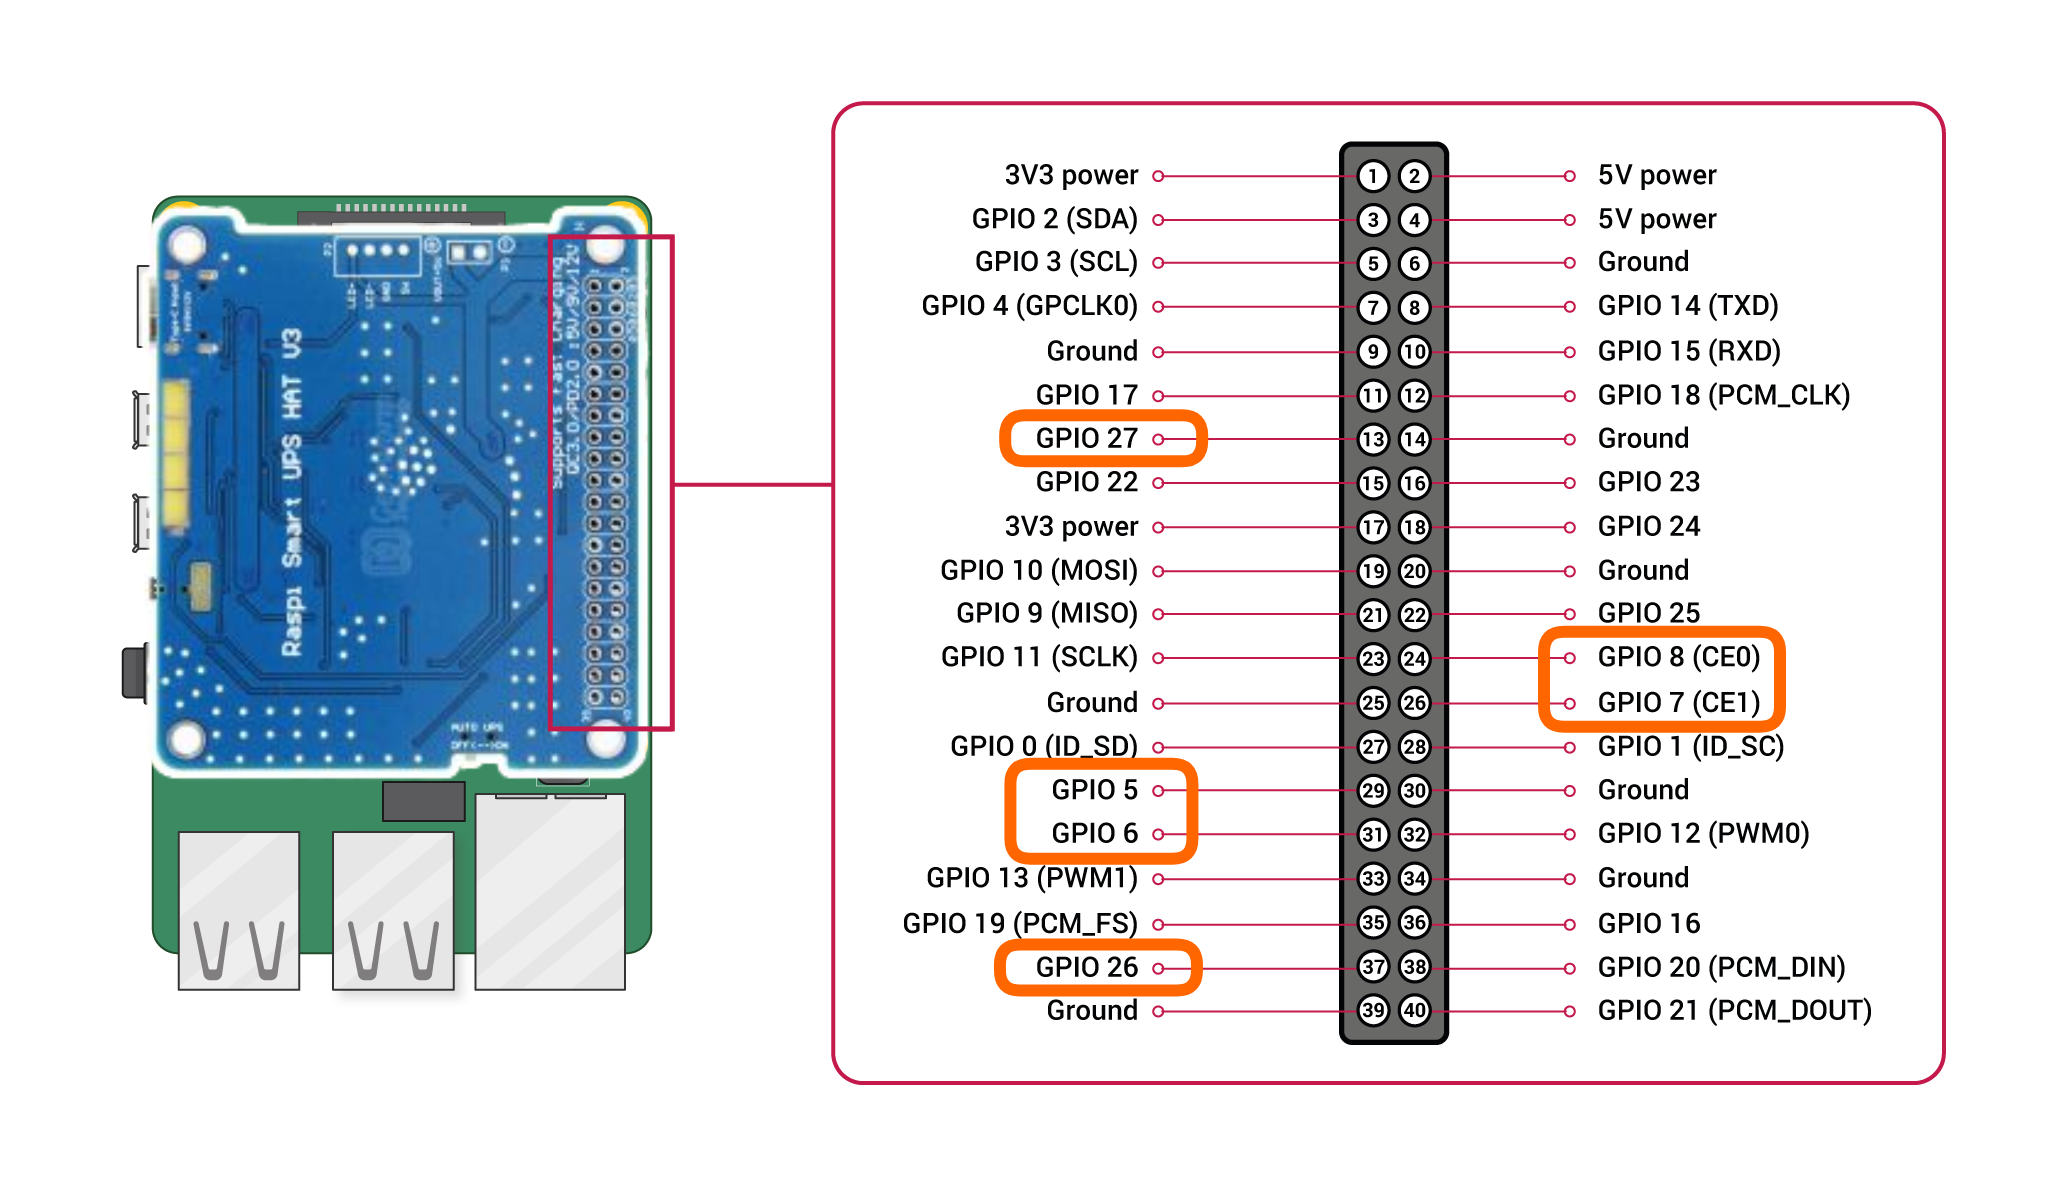 3V3 power 1 2 5V power
GPIO 2 (SDA) 3 4 5V power
GPIO 3 (SCL) 5 6 Ground
GPIO 4 (GPCLK0) 7 8 GPIO 14 (TXD)
Ground 9 10 GPIO 15 (RXD)
GPIO 17 11 12 GPIO 18 (PCM_CLK)
GPIO 27 13 14 Ground
GPIO 22 15 16 GPIO 23
3V3 power 17 18 GPIO 24
GPIO 10 (MOSI) 19 20 Ground
GPIO 9 (MISO) 21 22 GPIO 25
GPIO 11 (SCLK) 23 24 GPIO 8 (CE0)
Ground 25 26 GPIO 7 (CE1)
GPIO 0 (ID_SD) 27 28 GPIO 1 (ID_SC)
GPIO 5 29 30 Ground
GPIO 6 31 32 GPIO 12 (PWM0)
GPIO 13 (PWM1) 33 34 Ground
GPIO 19 (PCM_FS) 35 36 GPIO 16
GPIO 26 37 38 GPIO 20 (PCM_DIN)
Ground 39 40 GPIO 21 (PCM_DOUT)
Raspi Smart UPS HAT V3
Supports Fast Charging
QC3.0/PD2.0 :5V/9V/12V
AUTO UPS
OFF<-->ON
GND
5V